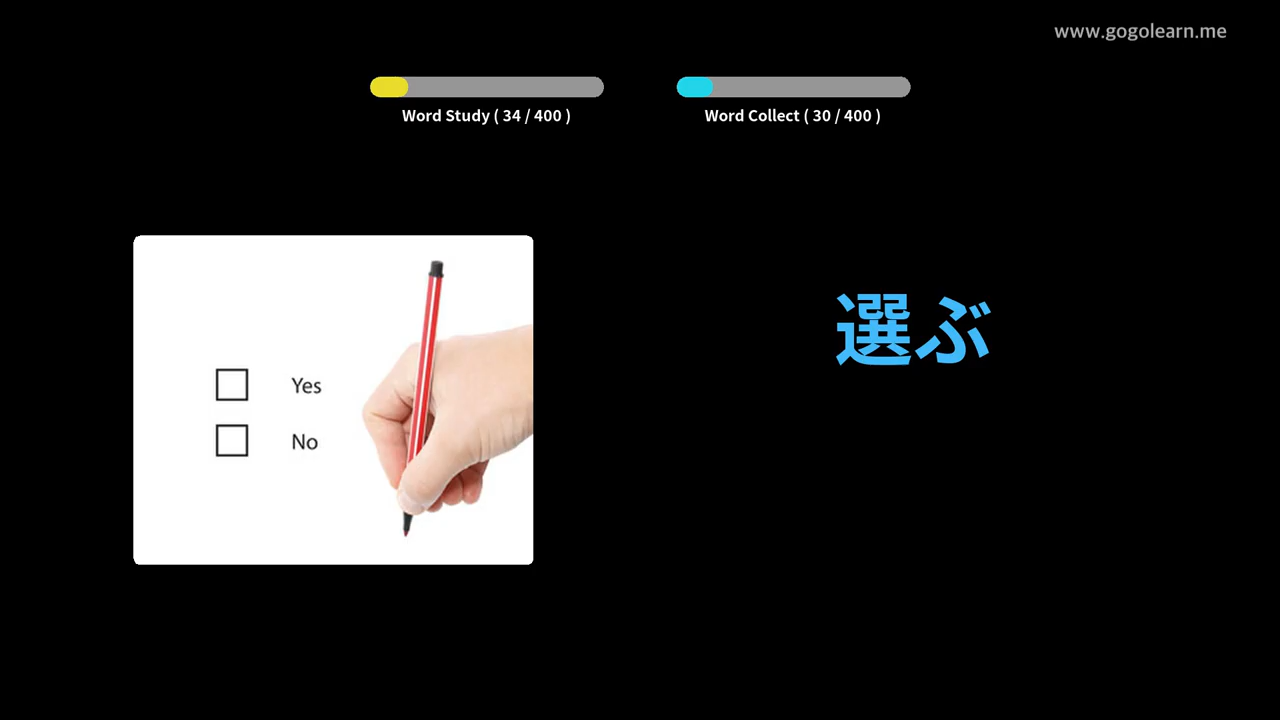 www.gogolearn.me
Word Study ( 34 / 400 )
Word Collect ( 30 / 400 )
Yes
No
選ぶ